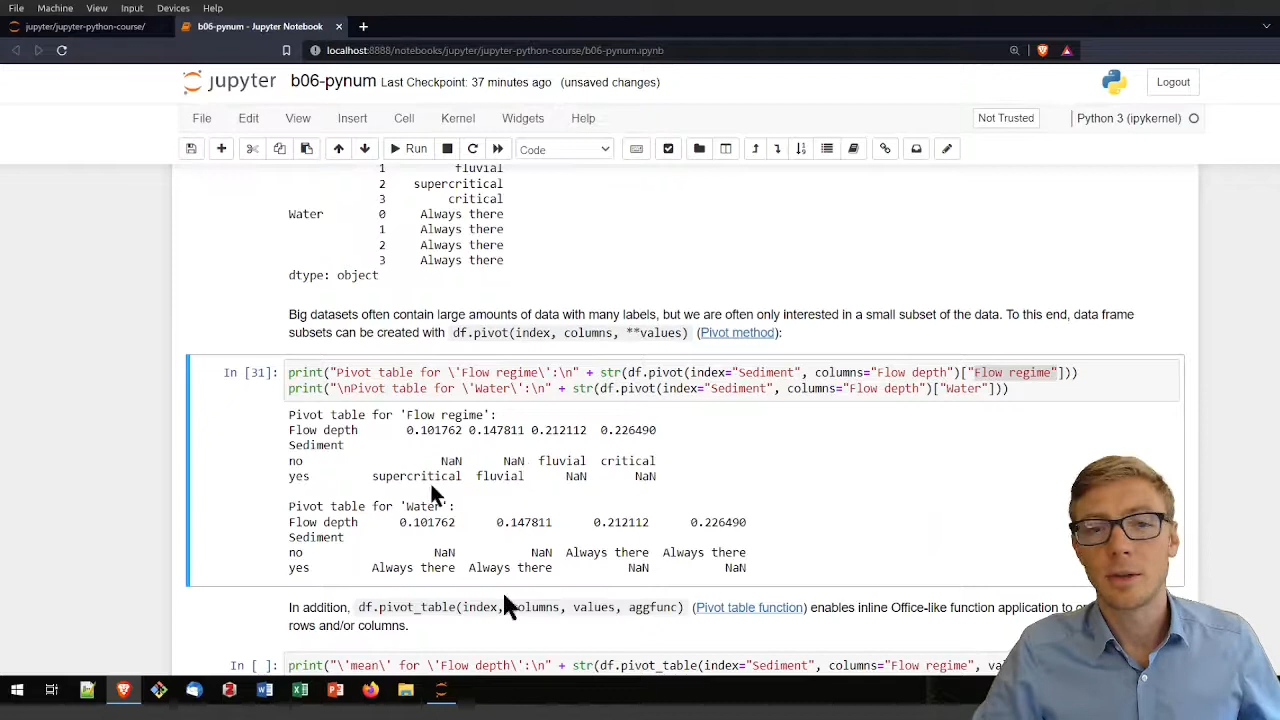 File Machine View Input Devices Help
jupyter/jupyter-python-course/ b06-pynum - Jupyter Notebook
localhost:8888/notebooks/jupyter/jupyter-python-course/b06-pynum.ipynb
jupyter b06-pynum Last Checkpoint: 37 minutes ago (unsaved changes) Logout
File Edit View Insert Cell Kernel Widgets Help Not Trusted Python 3 (ipykernel)
Run Code
1 fluvial
2 supercritical
3 critical
Water 0 Always there
1 Always there
2 Always there
3 Always there
dtype: object
Big datasets often contain large amounts of data with many labels, but we are often only interested in a small subset of the data. To this end, data frame
subsets can be created with df.pivot(index, columns, **values) (Pivot method):
In [31]: print("Pivot table for \'Flow regime\':\n" + str(df.pivot(index="Sediment", columns="Flow depth")["Flow regime"]))
print("\nPivot table for \'Water\':\n" + str(df.pivot(index="Sediment", columns="Flow depth")["Water"]))
Pivot table for 'Flow regime':
Flow depth 0.101762 0.147811 0.212112 0.226490
Sediment
no NaN NaN fluvial critical
yes supercritical fluvial NaN NaN
Pivot table for 'Water':
Flow depth 0.101762 0.147811 0.212112 0.226490
Sediment
no NaN NaN Always there Always there
yes Always there Always there NaN NaN
In addition, df.pivot_table(index, columns, values, aggfunc) (Pivot table function) enables inline Office-like function application to
rows and/or columns.
In [ ]: print("\'mean\' for \'Flow depth\':\n" + str(df.pivot_table(index="Sediment", columns="Flow regime",